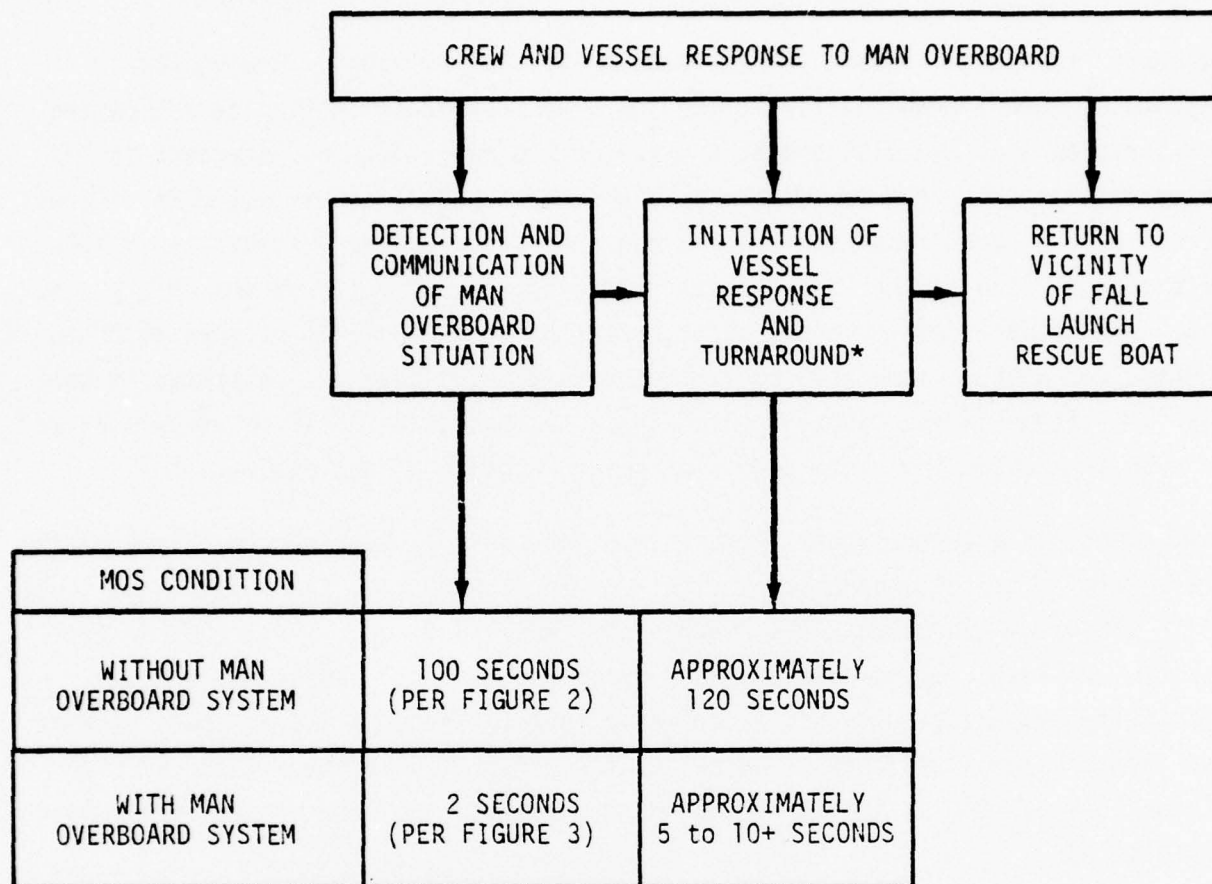 CREW AND VESSEL RESPONSE TO MAN OVERBOARD
DETECTION AND
COMMUNICATION
OF MAN
OVERBOARD
SITUATION
INITIATION OF
VESSEL
RESPONSE
AND
TURNAROUND*
RETURN TO
VICINITY
OF FALL
LAUNCH
RESCUE BOAT
MOS CONDITION
WITHOUT MAN
OVERBOARD SYSTEM
100 SECONDS
(PER FIGURE 2)
APPROXIMATELY
120 SECONDS
WITH MAN
OVERBOARD SYSTEM
2 SECONDS
(PER FIGURE 3)
APPROXIMATELY
5 to 10+ SECONDS